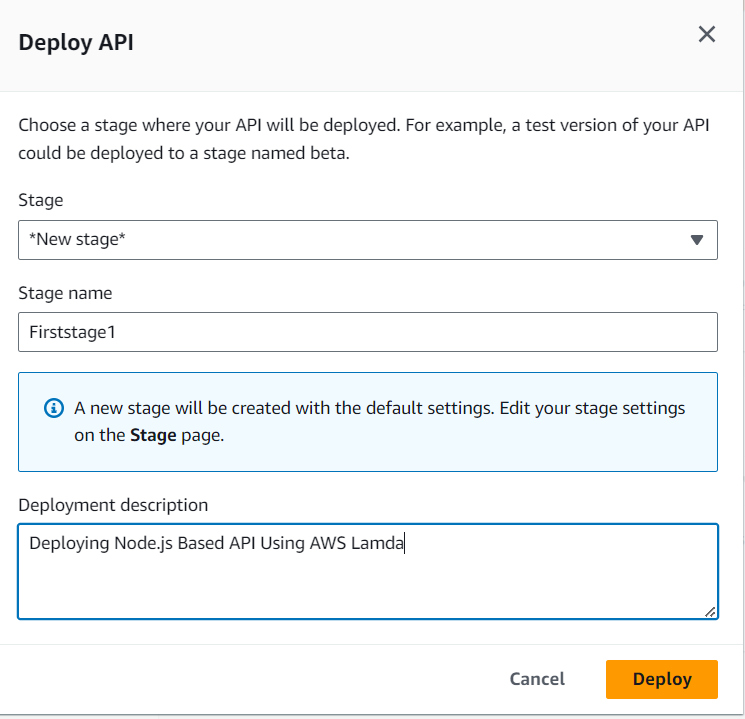 Deploy API
Choose a stage where your API will be deployed. For example, a test version of your API
could be deployed to a stage named beta.
Stage
*New stage*
Stage name
Firststage1
A new stage will be created with the default settings. Edit your stage settings
on the Stage page.
Deployment description
Deploying Node.js Based API Using AWS Lamda
Cancel
Deploy